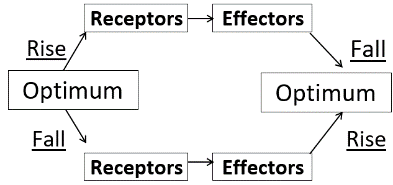 Receptors Effectors
Rise Fall
Optimum Optimum
Fall Rise
Receptors Effectors